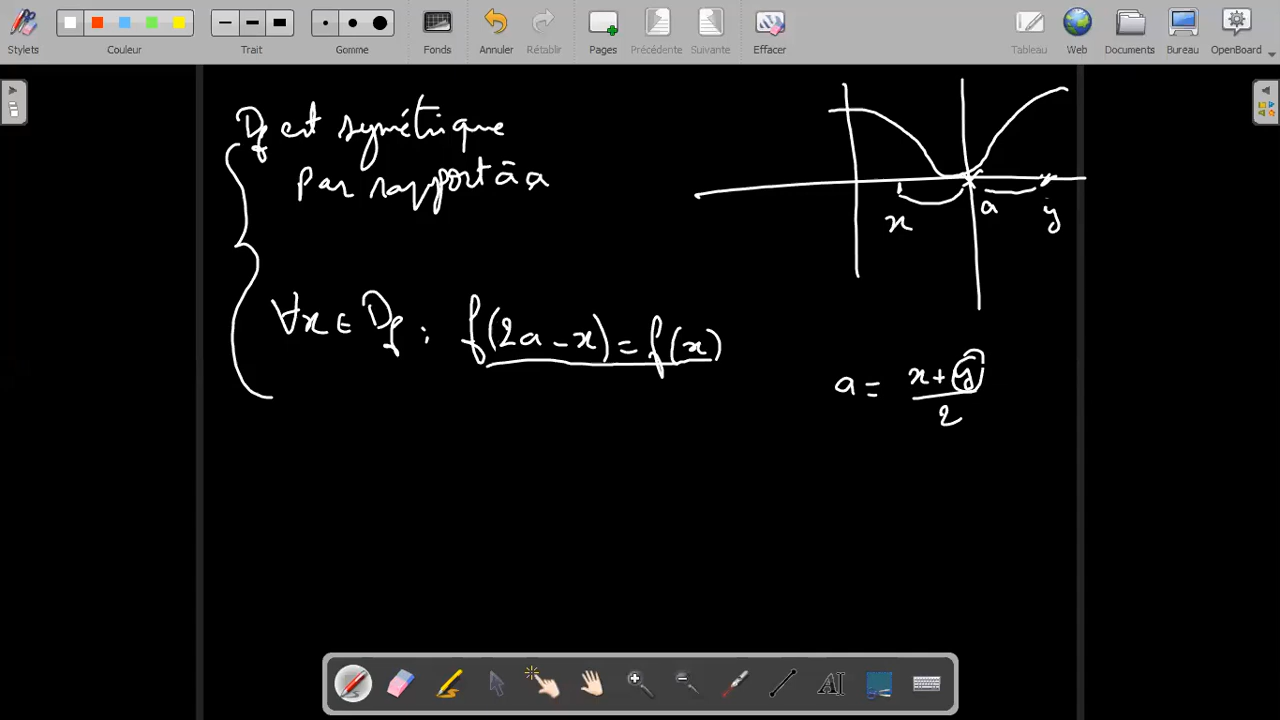 Stylets
Couleur
Trait
Gomme
Fonds
Annuler
Rétablir
Pages
Précédente
Suivante
Effacer
Tableau
Web
Documents
Bureau
OpenBoard
Df est symétrique
par rapport à a
x a y
∀x ∈ Df : f(2a - x) = f(x)
a = (x + y) / 2
AI